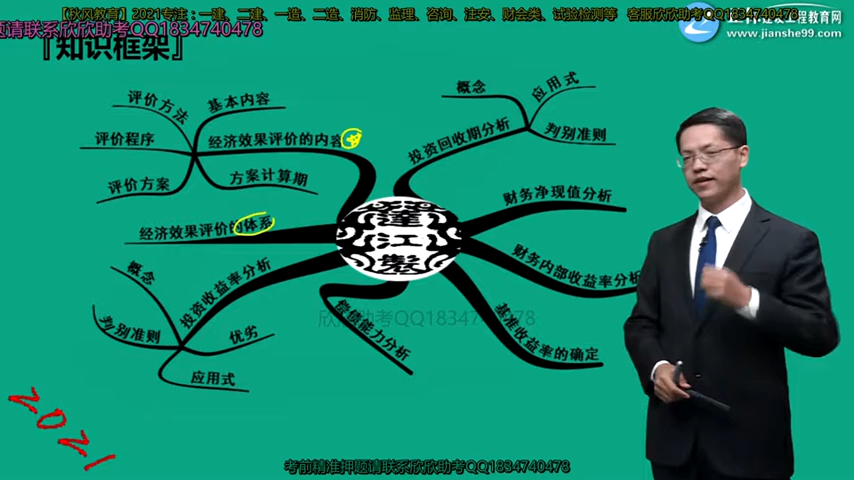 【秋风教育】2021专注：一建、二建、一造、二造、消防、监理、咨询、注安、财会类、试验检测等 客服欣欣助考QQ1834740478
题请联系欣欣助考QQ1834740478
建设工程教育网
www.jianshe99.com
『知识框架』
评价方法
基本内容
评价程序
经济效果评价的内容
评价方案
方案计算期
经济效果评价的体系
概念
投资收益率分析
判别准则
优劣
应用式
概念
应用式
投资回收期分析
判别准则
财务净现值分析
财务内部收益率分析
基准收益率的确定
偿债能力分析
達江製
欣欣助考QQ1834740478
2021
考前精准押题请联系欣欣助考QQ1834740478